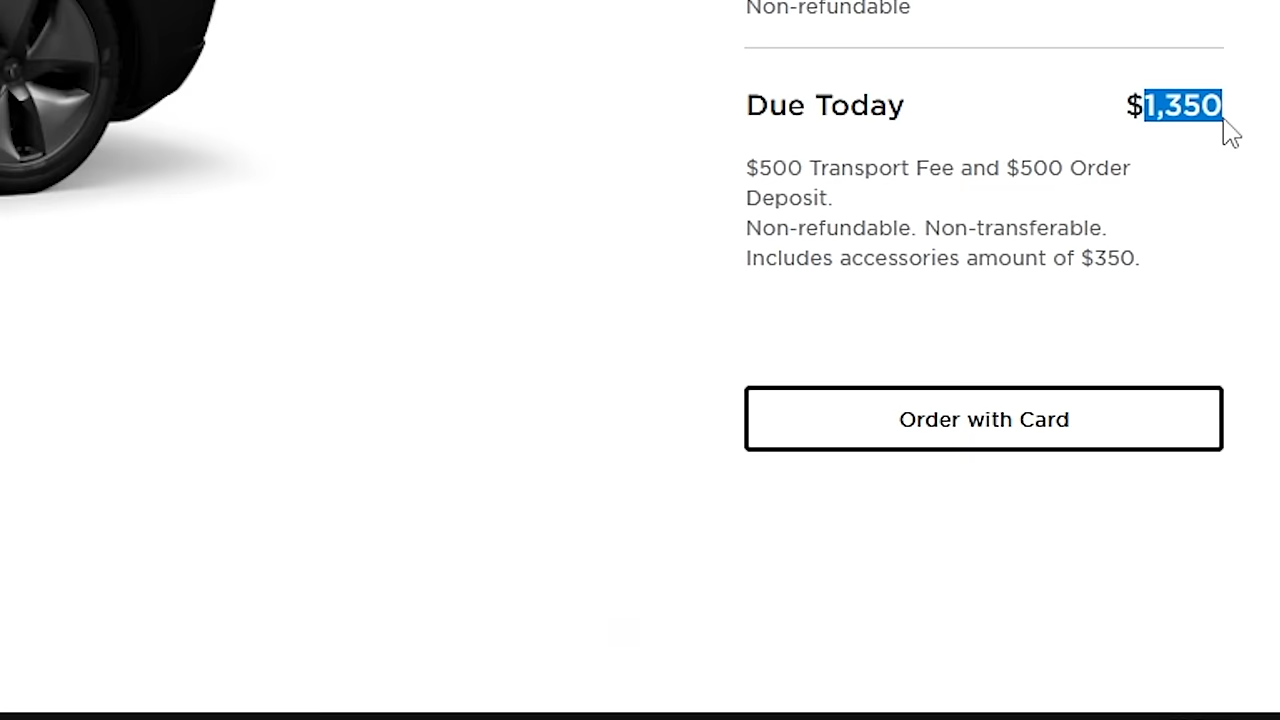 Non-refundable
Due Today $1,350
$500 Transport Fee and $500 Order
Deposit.
Non-refundable. Non-transferable.
Includes accessories amount of $350.
Order with Card